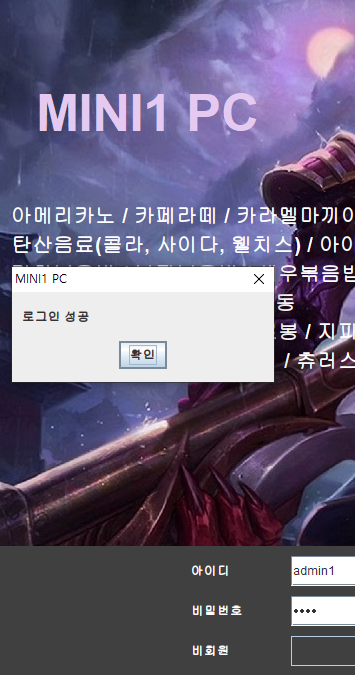 MINI1 PC
아메리카노 / 카페라떼 / 카라멜마끼아
탄산음료(콜라, 사이다, 웰치스) / 아이
우볶음밥
동
봉 / 지파
/ 츄러스
MINI1 PC
로그인 성공
확인
아이디
admin1
비밀번호
••••
비회원